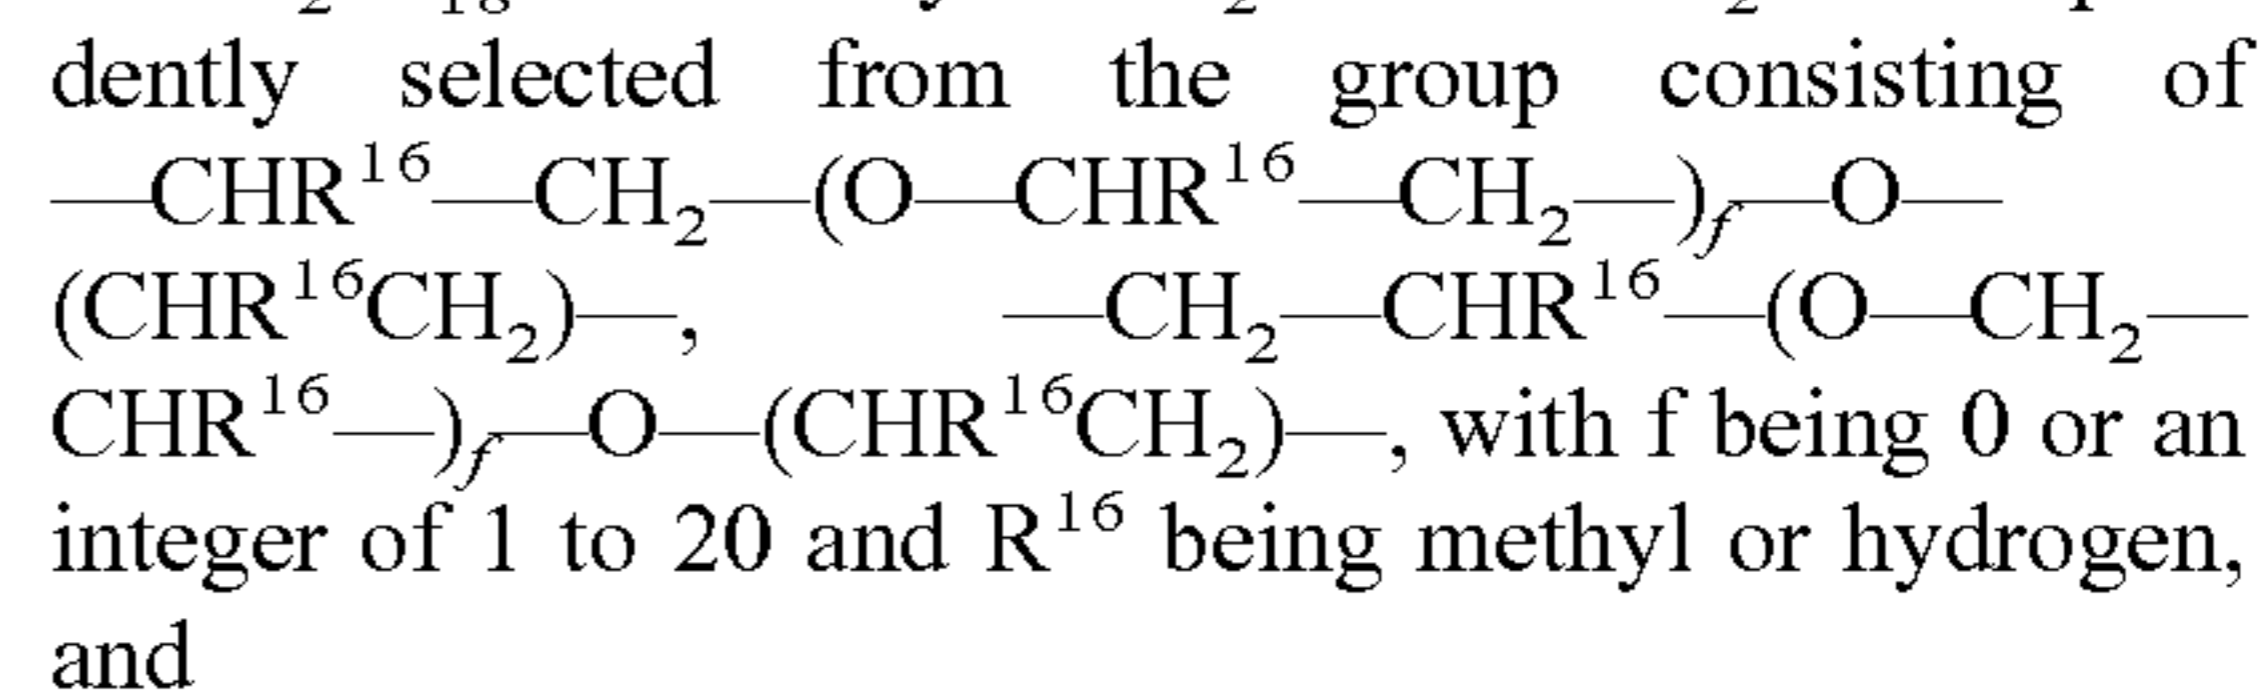 dently selected from the group consisting of
—CHR¹⁶—CH₂—(O—CHR¹⁶—CH₂—)f—O—
(CHR¹⁶CH₂)—, —CH₂—CHR¹⁶—(O—CH₂—
CHR¹⁶—)f—O—(CHR¹⁶CH₂)—, with f being 0 or an
integer of 1 to 20 and R¹⁶ being methyl or hydrogen,
and